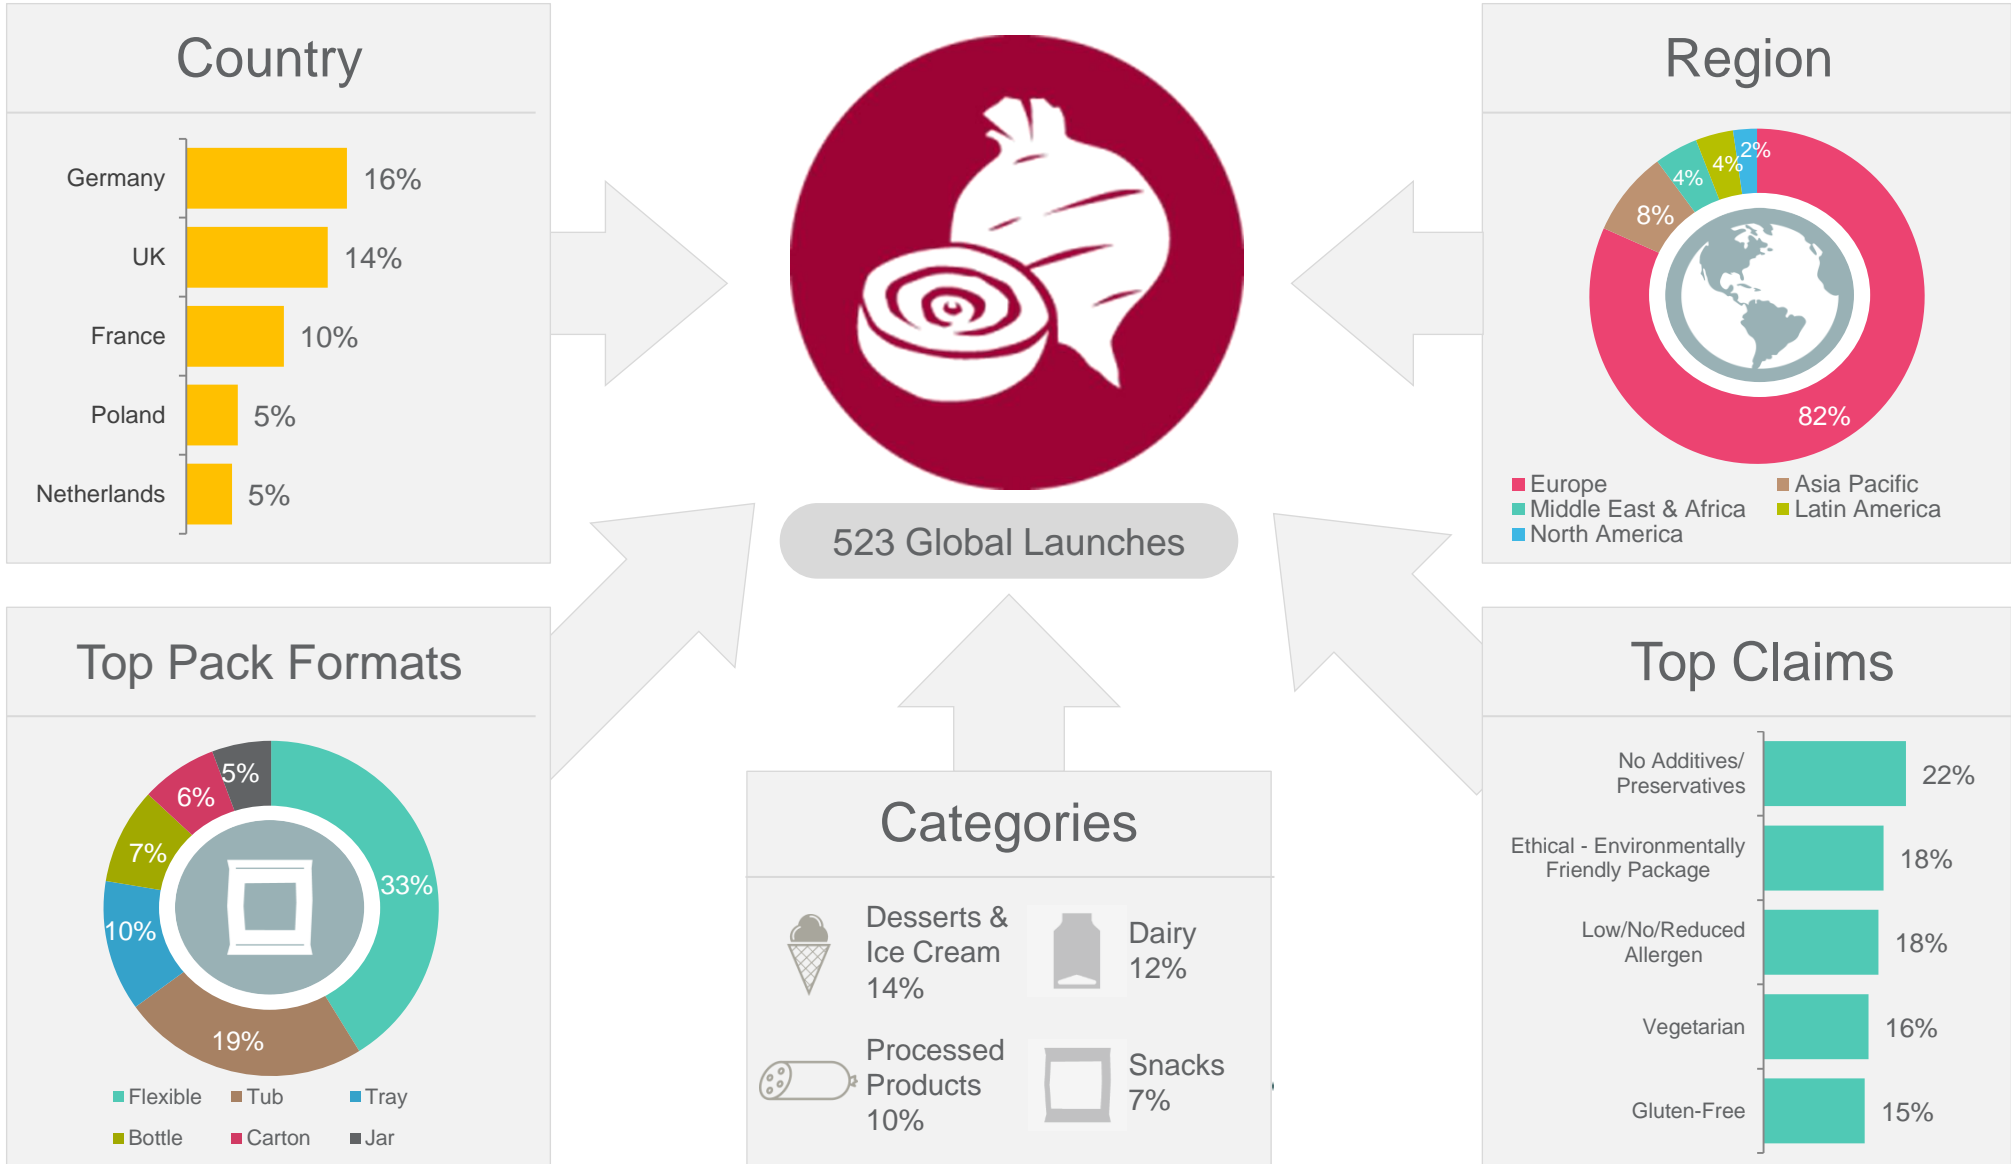 Country
Germany
16%
UK
14%
France
10%
Poland
5%
Netherlands
5%
523 Global Launches
Region
2%
4%
4%
8%
82%
Europe
Asia Pacific
Middle East & Africa
Latin America
North America
Top Pack Formats
5%
6%
7%
33%
10%
19%
Flexible
Tub
Tray
Bottle
Carton
Jar
Categories
Desserts &
Ice Cream
14%
Dairy
12%
Processed
Products
10%
Snacks
7%
Top Claims
No Additives/
Preservatives
22%
Ethical - Environmentally
Friendly Package
18%
Low/No/Reduced
Allergen
18%
Vegetarian
16%
Gluten-Free
15%